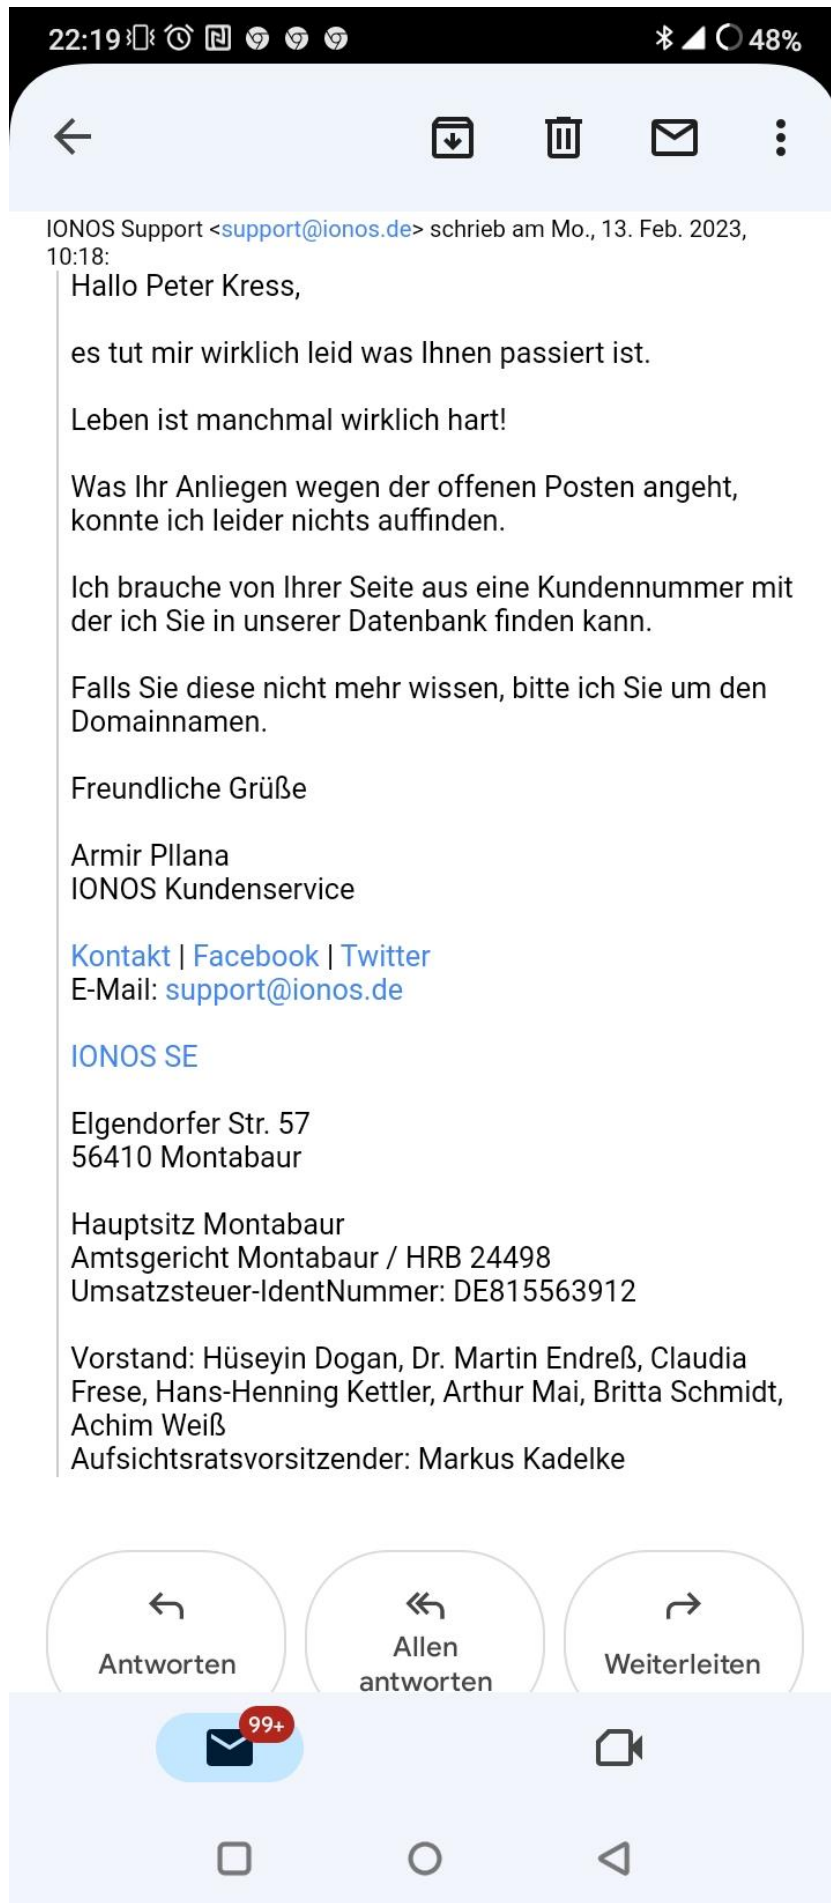 22:19
48%
IONOS Support <support@ionos.de> schrieb am Mo., 13. Feb. 2023,
10:18:
Hallo Peter Kress,
es tut mir wirklich leid was Ihnen passiert ist.
Leben ist manchmal wirklich hart!
Was Ihr Anliegen wegen der offenen Posten angeht,
konnte ich leider nichts auffinden.
Ich brauche von Ihrer Seite aus eine Kundennummer mit
der ich Sie in unserer Datenbank finden kann.
Falls Sie diese nicht mehr wissen, bitte ich Sie um den
Domainnamen.
Freundliche Grüße
Armir Pllana
IONOS Kundenservice
Kontakt | Facebook | Twitter
E-Mail: support@ionos.de
IONOS SE
Elgendorfer Str. 57
56410 Montabaur
Hauptsitz Montabaur
Amtsgericht Montabaur / HRB 24498
Umsatzsteuer-IdentNummer: DE815563912
Vorstand: Hüseyin Dogan, Dr. Martin Endreß, Claudia
Frese, Hans-Henning Kettler, Arthur Mai, Britta Schmidt,
Achim Weiß
Aufsichtsratsvorsitzender: Markus Kadelke
Antworten
Allen
antworten
Weiterleiten
99+